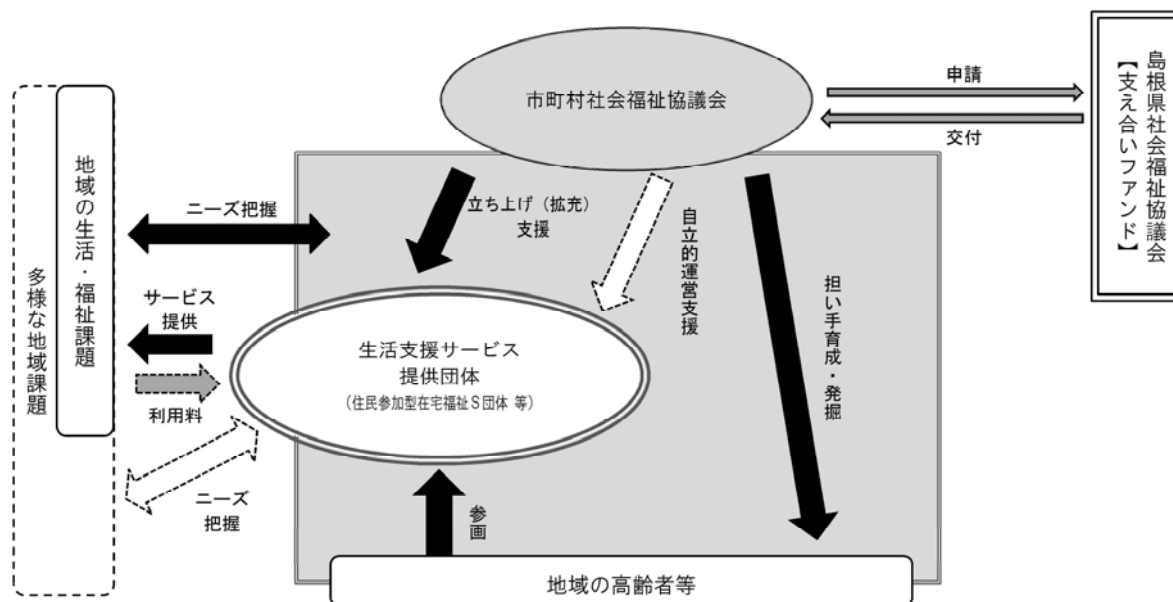 市町村社会福祉協議会
申請
交付
島根県社会福祉協議会
【支え合いファンド】
地域の生活・福祉課題
多様な地域課題
ニーズ把握
立ち上げ（拡充）
支援
自立的運営支援
担い手育成・発掘
サービス
提供
利用料
生活支援サービス
提供団体
（住民参加型在宅福祉Ｓ団体 等）
ニーズ
把握
参画
地域の高齢者等